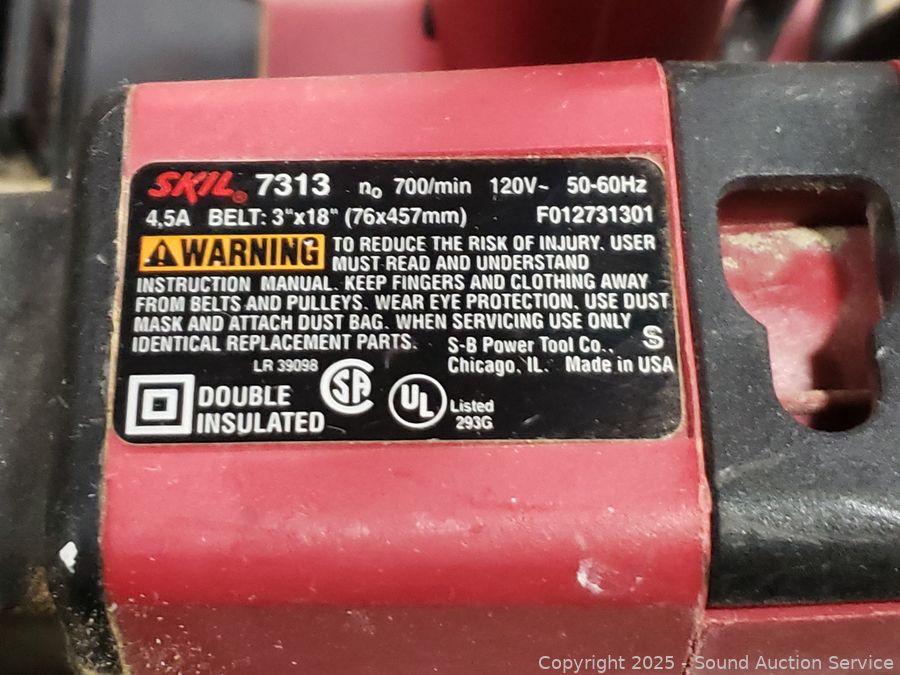 SKIL® 7313 n₀ 700/min 120V~ 50-60Hz
4.5A BELT: 3"x18" (76x457mm) F012731301
WARNING TO REDUCE THE RISK OF INJURY. USER
MUST READ AND UNDERSTAND
INSTRUCTION MANUAL. KEEP FINGERS AND CLOTHING AWAY
FROM BELTS AND PULLEYS. WEAR EYE PROTECTION. USE DUST
MASK AND ATTACH DUST BAG. WHEN SERVICING USE ONLY
IDENTICAL REPLACEMENT PARTS. S-B Power Tool Co., S
Chicago, IL. Made in USA
LR 39098
DOUBLE
INSULATED
SA
UL Listed
293G
Copyright 2025 - Sound Auction Service